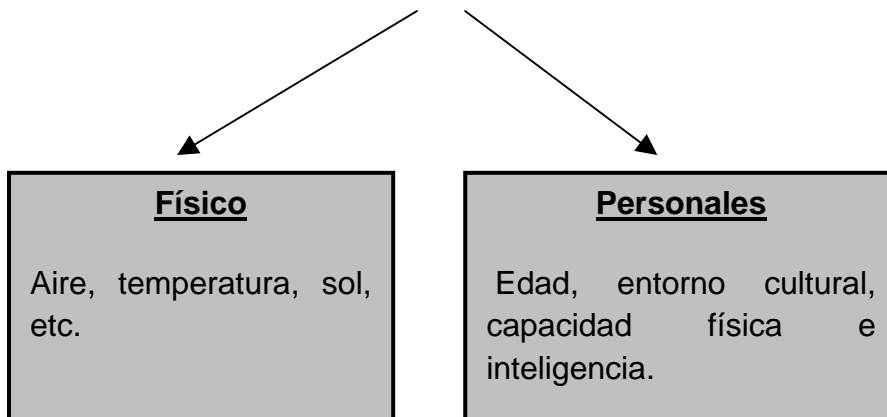 Físico
Aire, temperatura, sol,
etc.
Personales
Edad, entorno cultural,
capacidad física e
inteligencia.